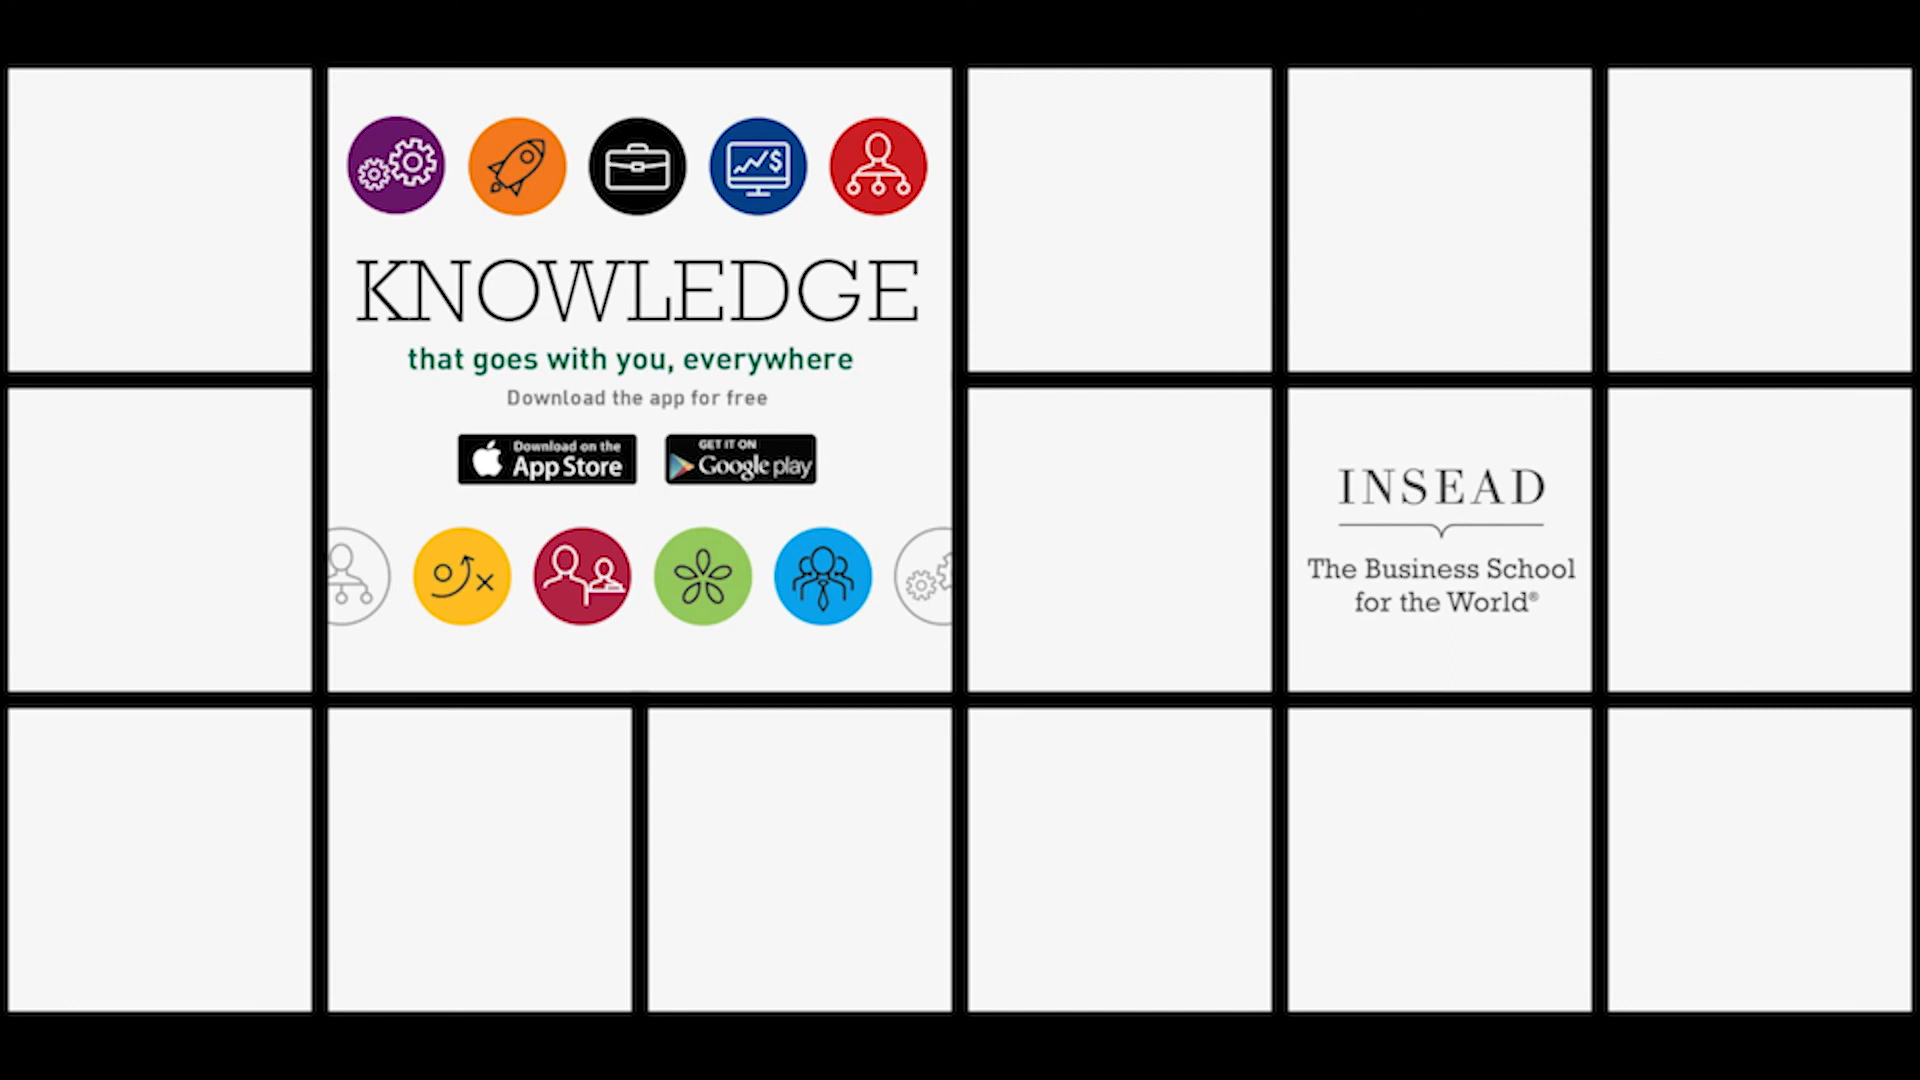 KNOWLEDGE
that goes with you, everywhere
Download the app for free
Download on the
App Store
GET IT ON
Google play
INSEAD
The Business School
for the World®